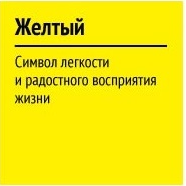 Желтый
Символ легкости
и радостного восприятия
жизни